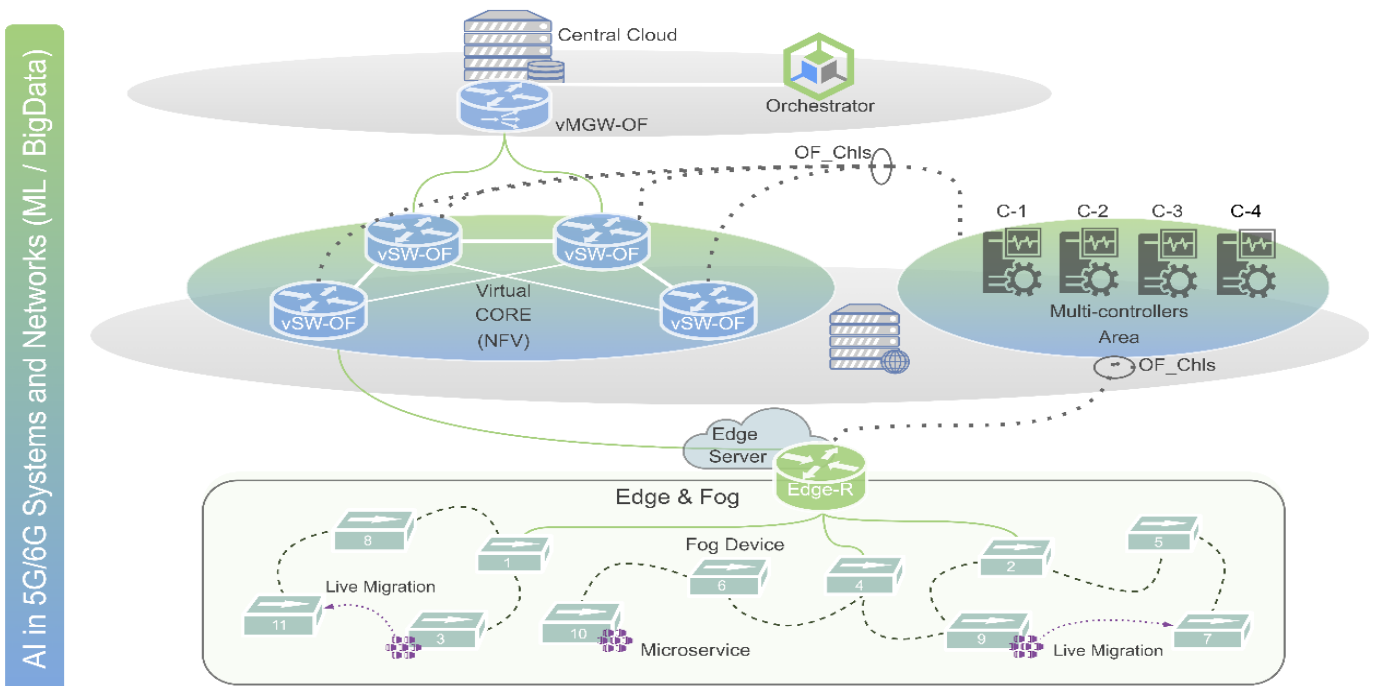 AI in 5G/6G Systems and Networks (ML / BigData)
Central Cloud
Orchestrator
vMGW-OF
OF_Chls
C-1
C-2
C-3
C-4
vSW-OF
vSW-OF
vSW-OF
vSW-OF
Virtual
CORE
(NFV)
Multi-controllers
Area
OF_Chls
Edge
Server
Edge-R
Edge & Fog
8
1
Fog Device
6
4
2
5
Live Migration
11
3
10
Microservice
9
Live Migration
7